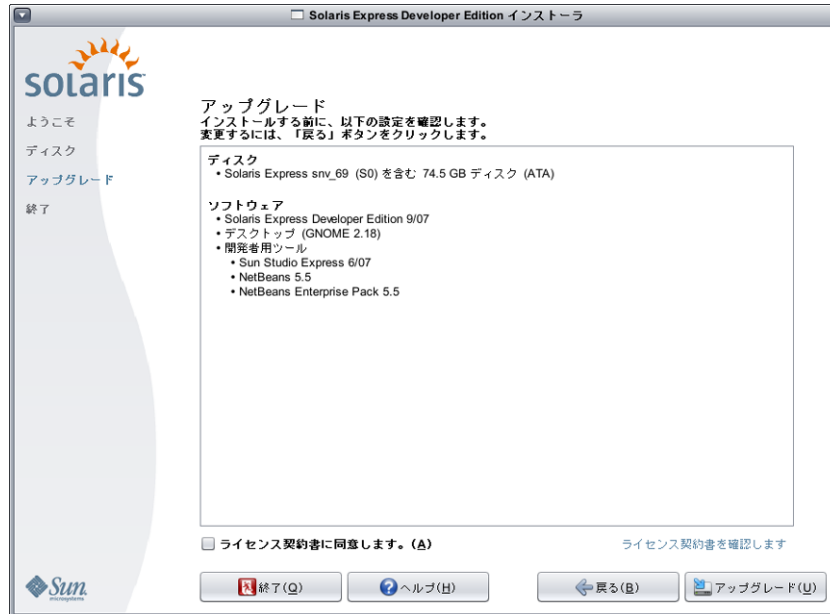 Solaris Express Developer Edition インストーラ
solaris
ようこそ
ディスク
アップグレード
終了
アップグレード
インストールする前に、以下の設定を確認します。
変更するには、「戻る」ボタンをクリックします。
ディスク
• Solaris Express snv_69 (S0) を含む 74.5 GB ディスク (ATA)
ソフトウェア
• Solaris Express Developer Edition 9/07
• デスクトップ (GNOME 2.18)
• 開発者用ツール
• Sun Studio Express 6/07
• NetBeans 5.5
• NetBeans Enterprise Pack 5.5
ライセンス契約書に同意します。(A)
ライセンス契約書を確認します
Sun
microsystems
終了(Q)
ヘルプ(H)
戻る(B)
アップグレード(U)